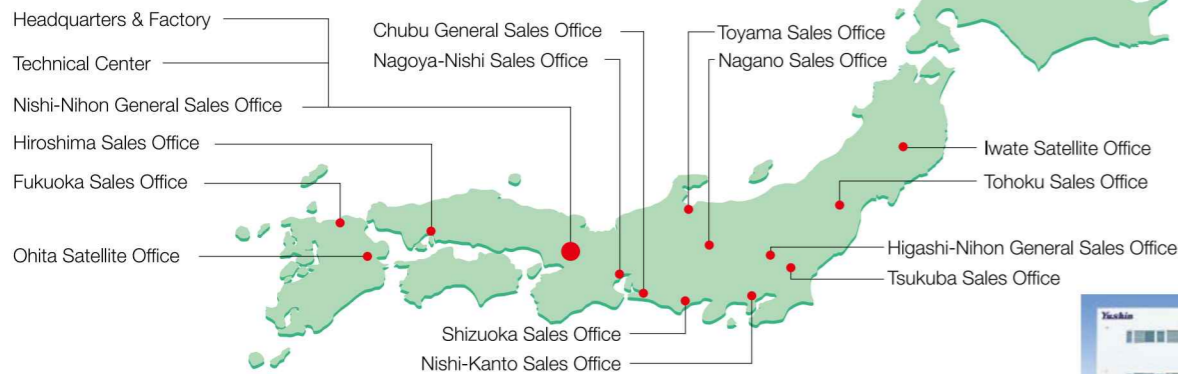 Headquarters & Factory
Technical Center
Nishi-Nihon General Sales Office
Hiroshima Sales Office
Fukuoka Sales Office
Ohita Satellite Office
Chubu General Sales Office
Nagoya-Nishi Sales Office
Toyama Sales Office
Nagano Sales Office
Iwate Satellite Office
Tohoku Sales Office
Higashi-Nihon General Sales Office
Tsukuba Sales Office
Shizuoka Sales Office
Nishi-Kanto Sales Office
Yushin